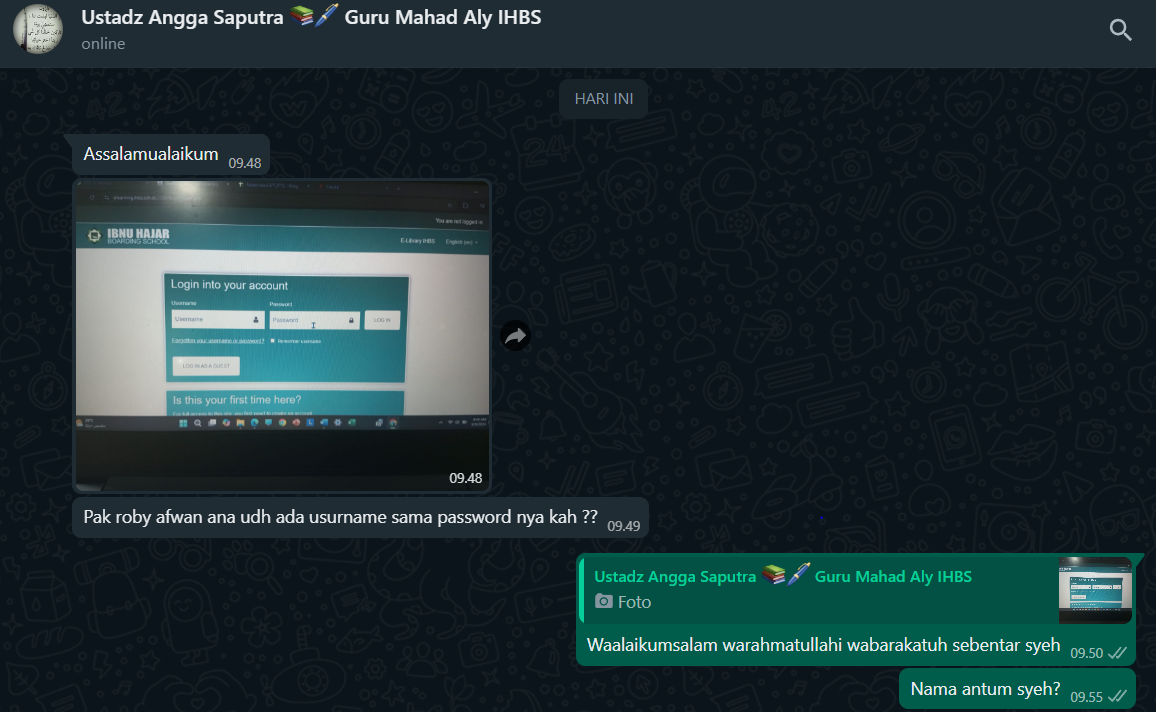 Ustadz Angga Saputra 📚🖊️ Guru Mahad Aly IHBS
online
HARI INI
Assalamualaikum 09.48
You are not logged in
IBNU HAJAR
BOARDING SCHOOL
E-Library IHBS English (en)
Login into your account
Username Password
Username Password LOG IN
Forgotten your username or password? Remember username
LOG IN AS A GUEST
Is this your first time here?
09.48
Pak roby afwan ana udh ada usurname sama password nya kah ?? 09.49
Ustadz Angga Saputra 📚🖊️ Guru Mahad Aly IHBS
Foto
Waalaikumsalam warahmatullahi wabarakatuh sebentar syeh 09.50
Nama antum syeh? 09.55